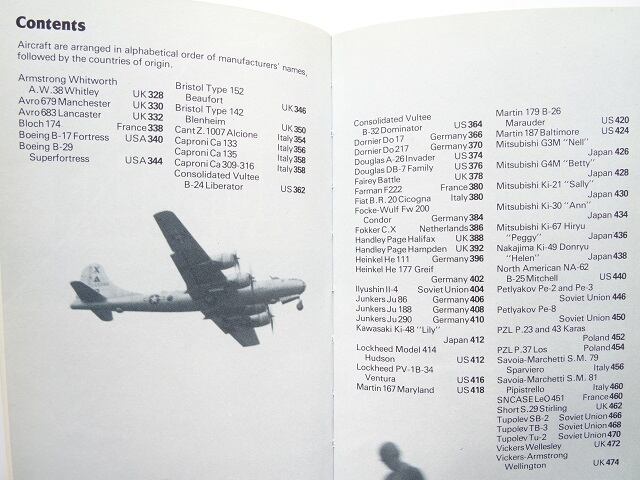 Contents
Aircraft are arranged in alphabetical order of manufacturers' names,
followed by the countries of origin.
Armstrong Whitworth
A.W.38 Whitley UK 328
Avro 679 Manchester UK 330
Avro 683 Lancaster UK 332
Bloch 174 France 338
Boeing B-17 Fortress USA 340
Boeing B-29
Superfortress USA 344
Bristol Type 152
Beaufort UK 346
Bristol Type 142
Blenheim UK 350
Cant Z.1007 Alcione Italy 354
Caproni Ca 133 Italy 356
Caproni Ca 135 Italy 358
Caproni Ca 309-316 Italy 358
Consolidated Vultee
B-24 Liberator US 362
Consolidated Vultee
B-32 Dominator US 364
Dornier Do 17 Germany 366
Dornier Do 217 Germany 370
Douglas A-26 Invader US 374
Douglas DB-7 Family US 376
Fairey Battle UK 378
Farman F222 France 380
Fiat B.R. 20 Cicogna Italy 380
Focke-Wulf Fw 200
Condor Germany 384
Fokker C.X Netherlands 386
Handley Page Halifax UK 388
Handley Page Hampden UK 392
Heinkel He 111 Germany 396
Heinkel He 177 Greif
Germany 402
Ilyushin Il-4 Soviet Union 404
Junkers Ju 86 Germany 406
Junkers Ju 188 Germany 408
Junkers Ju 290 Germany 410
Kawasaki Ki-48 "Lily"
Japan 412
Lockheed Model 414
Hudson US 412
Lockheed PV-1B-34
Ventura US 416
Martin 167 Maryland US 418
Martin 179 B-26
Marauder US 420
Martin 187 Baltimore US 424
Mitsubishi G3M "Nell"
Japan 426
Mitsubishi G4M "Betty"
Japan 428
Mitsubishi Ki-21 "Sally"
Japan 430
Mitsubishi Ki-30 "Ann"
Japan 434
Mitsubishi Ki-67 Hiryu
"Peggy" Japan 436
Nakajima Ki-49 Donryu
"Helen" Japan 438
North American NA-62
B-25 Mitchell US 440
Petlyakov Pe-2 and Pe-3
Soviet Union 446
Petlyakov Pe-8
Soviet Union 450
PZL P.23 and 43 Karas
Poland 452
PZL P.37 Los Poland 454
Savoia-Marchetti S.M. 79
Sparviero Italy 456
Savoia-Marchetti S.M. 81
Pipistrello Italy 460
SNCASE LeO 451 France 460
Short S.29 Stirling UK 462
Tupolev SB-2 Soviet Union 466
Tupolev TB-3 Soviet Union 468
Tupolev Tu-2 Soviet Union 470
Vickers Wellesley UK 472
Vickers-Armstrong
Wellington UK 474